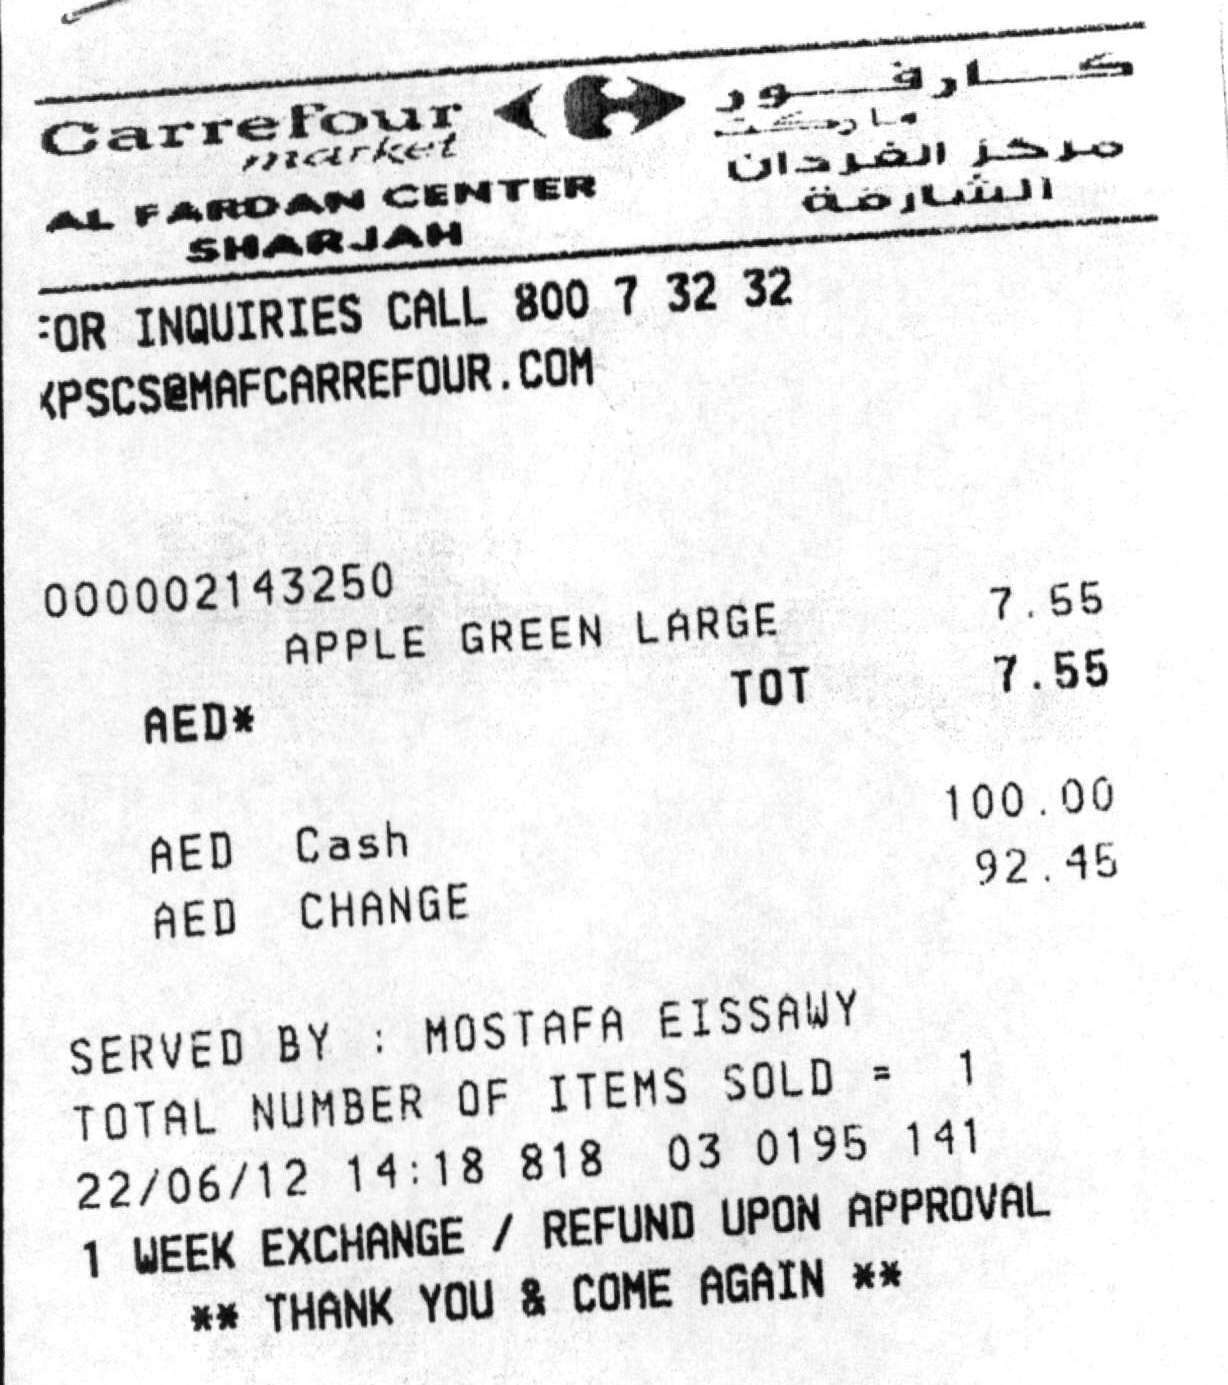 Carrefour
market
AL FARDAN CENTER
SHARJAH
كارفور
ماركت
مركز الفردان
الشارقة
FOR INQUIRIES CALL 800 7 32 32
KPSCS@MAFCARREFOUR.COM
000002143250
APPLE GREEN LARGE 7.55
AED* TOT 7.55
AED Cash 100.00
AED CHANGE 92.45
SERVED BY : MOSTAFA EISSAWY
TOTAL NUMBER OF ITEMS SOLD = 1
22/06/12 14:18 818 03 0195 141
1 WEEK EXCHANGE / REFUND UPON APPROVAL
** THANK YOU & COME AGAIN **